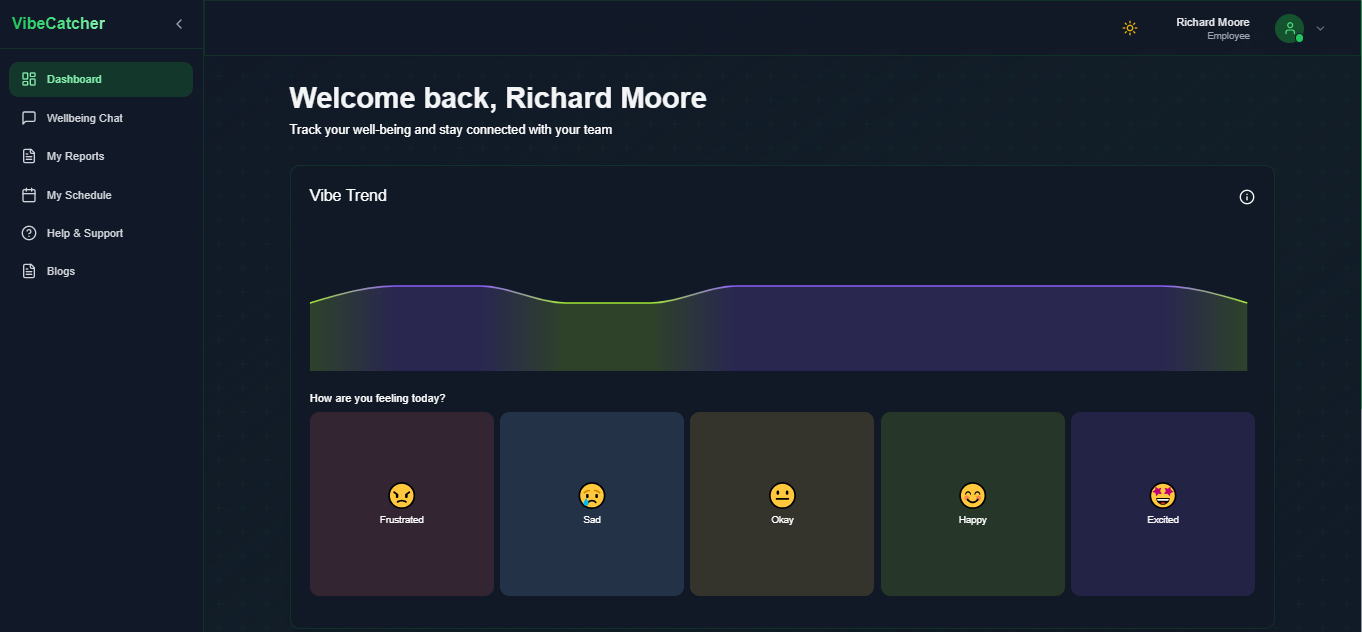 VibeCatcher
Richard Moore
Employee
Dashboard
Wellbeing Chat
My Reports
My Schedule
Help & Support
Blogs
Welcome back, Richard Moore
Track your well-being and stay connected with your team
Vibe Trend
How are you feeling today?
Frustrated
Sad
Okay
Happy
Excited